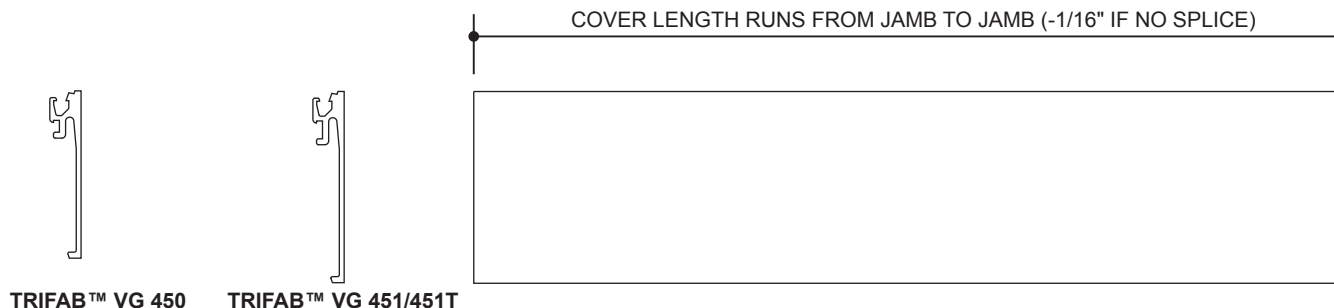 COVER LENGTH RUNS FROM JAMB TO JAMB (-1/16" IF NO SPLICE)
TRIFAB™ VG 450
TRIFAB™ VG 451/451T